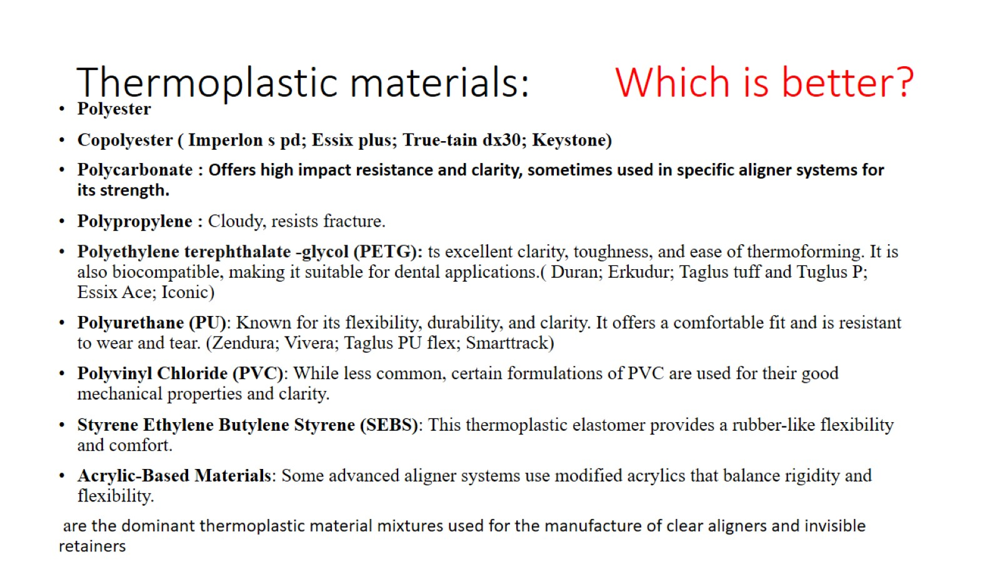 Thermoplastic materials: Which is better?
• Polyester
• Copolyester ( Imperlon s pd; Essix plus; True-tain dx30; Keystone)
• Polycarbonate : Offers high impact resistance and clarity, sometimes used in specific aligner systems for
its strength.
• Polypropylene : Cloudy, resists fracture.
• Polyethylene terephthalate -glycol (PETG): ts excellent clarity, toughness, and ease of thermoforming. It is
also biocompatible, making it suitable for dental applications.( Duran; Erkudur; Taglus tuff and Tuglus P;
Essix Ace; Iconic)
• Polyurethane (PU): Known for its flexibility, durability, and clarity. It offers a comfortable fit and is resistant
to wear and tear. (Zendura; Vivera; Taglus PU flex; Smarttrack)
• Polyvinyl Chloride (PVC): While less common, certain formulations of PVC are used for their good
mechanical properties and clarity.
• Styrene Ethylene Butylene Styrene (SEBS): This thermoplastic elastomer provides a rubber-like flexibility
and comfort.
• Acrylic-Based Materials: Some advanced aligner systems use modified acrylics that balance rigidity and
flexibility.
are the dominant thermoplastic material mixtures used for the manufacture of clear aligners and invisible
retainers